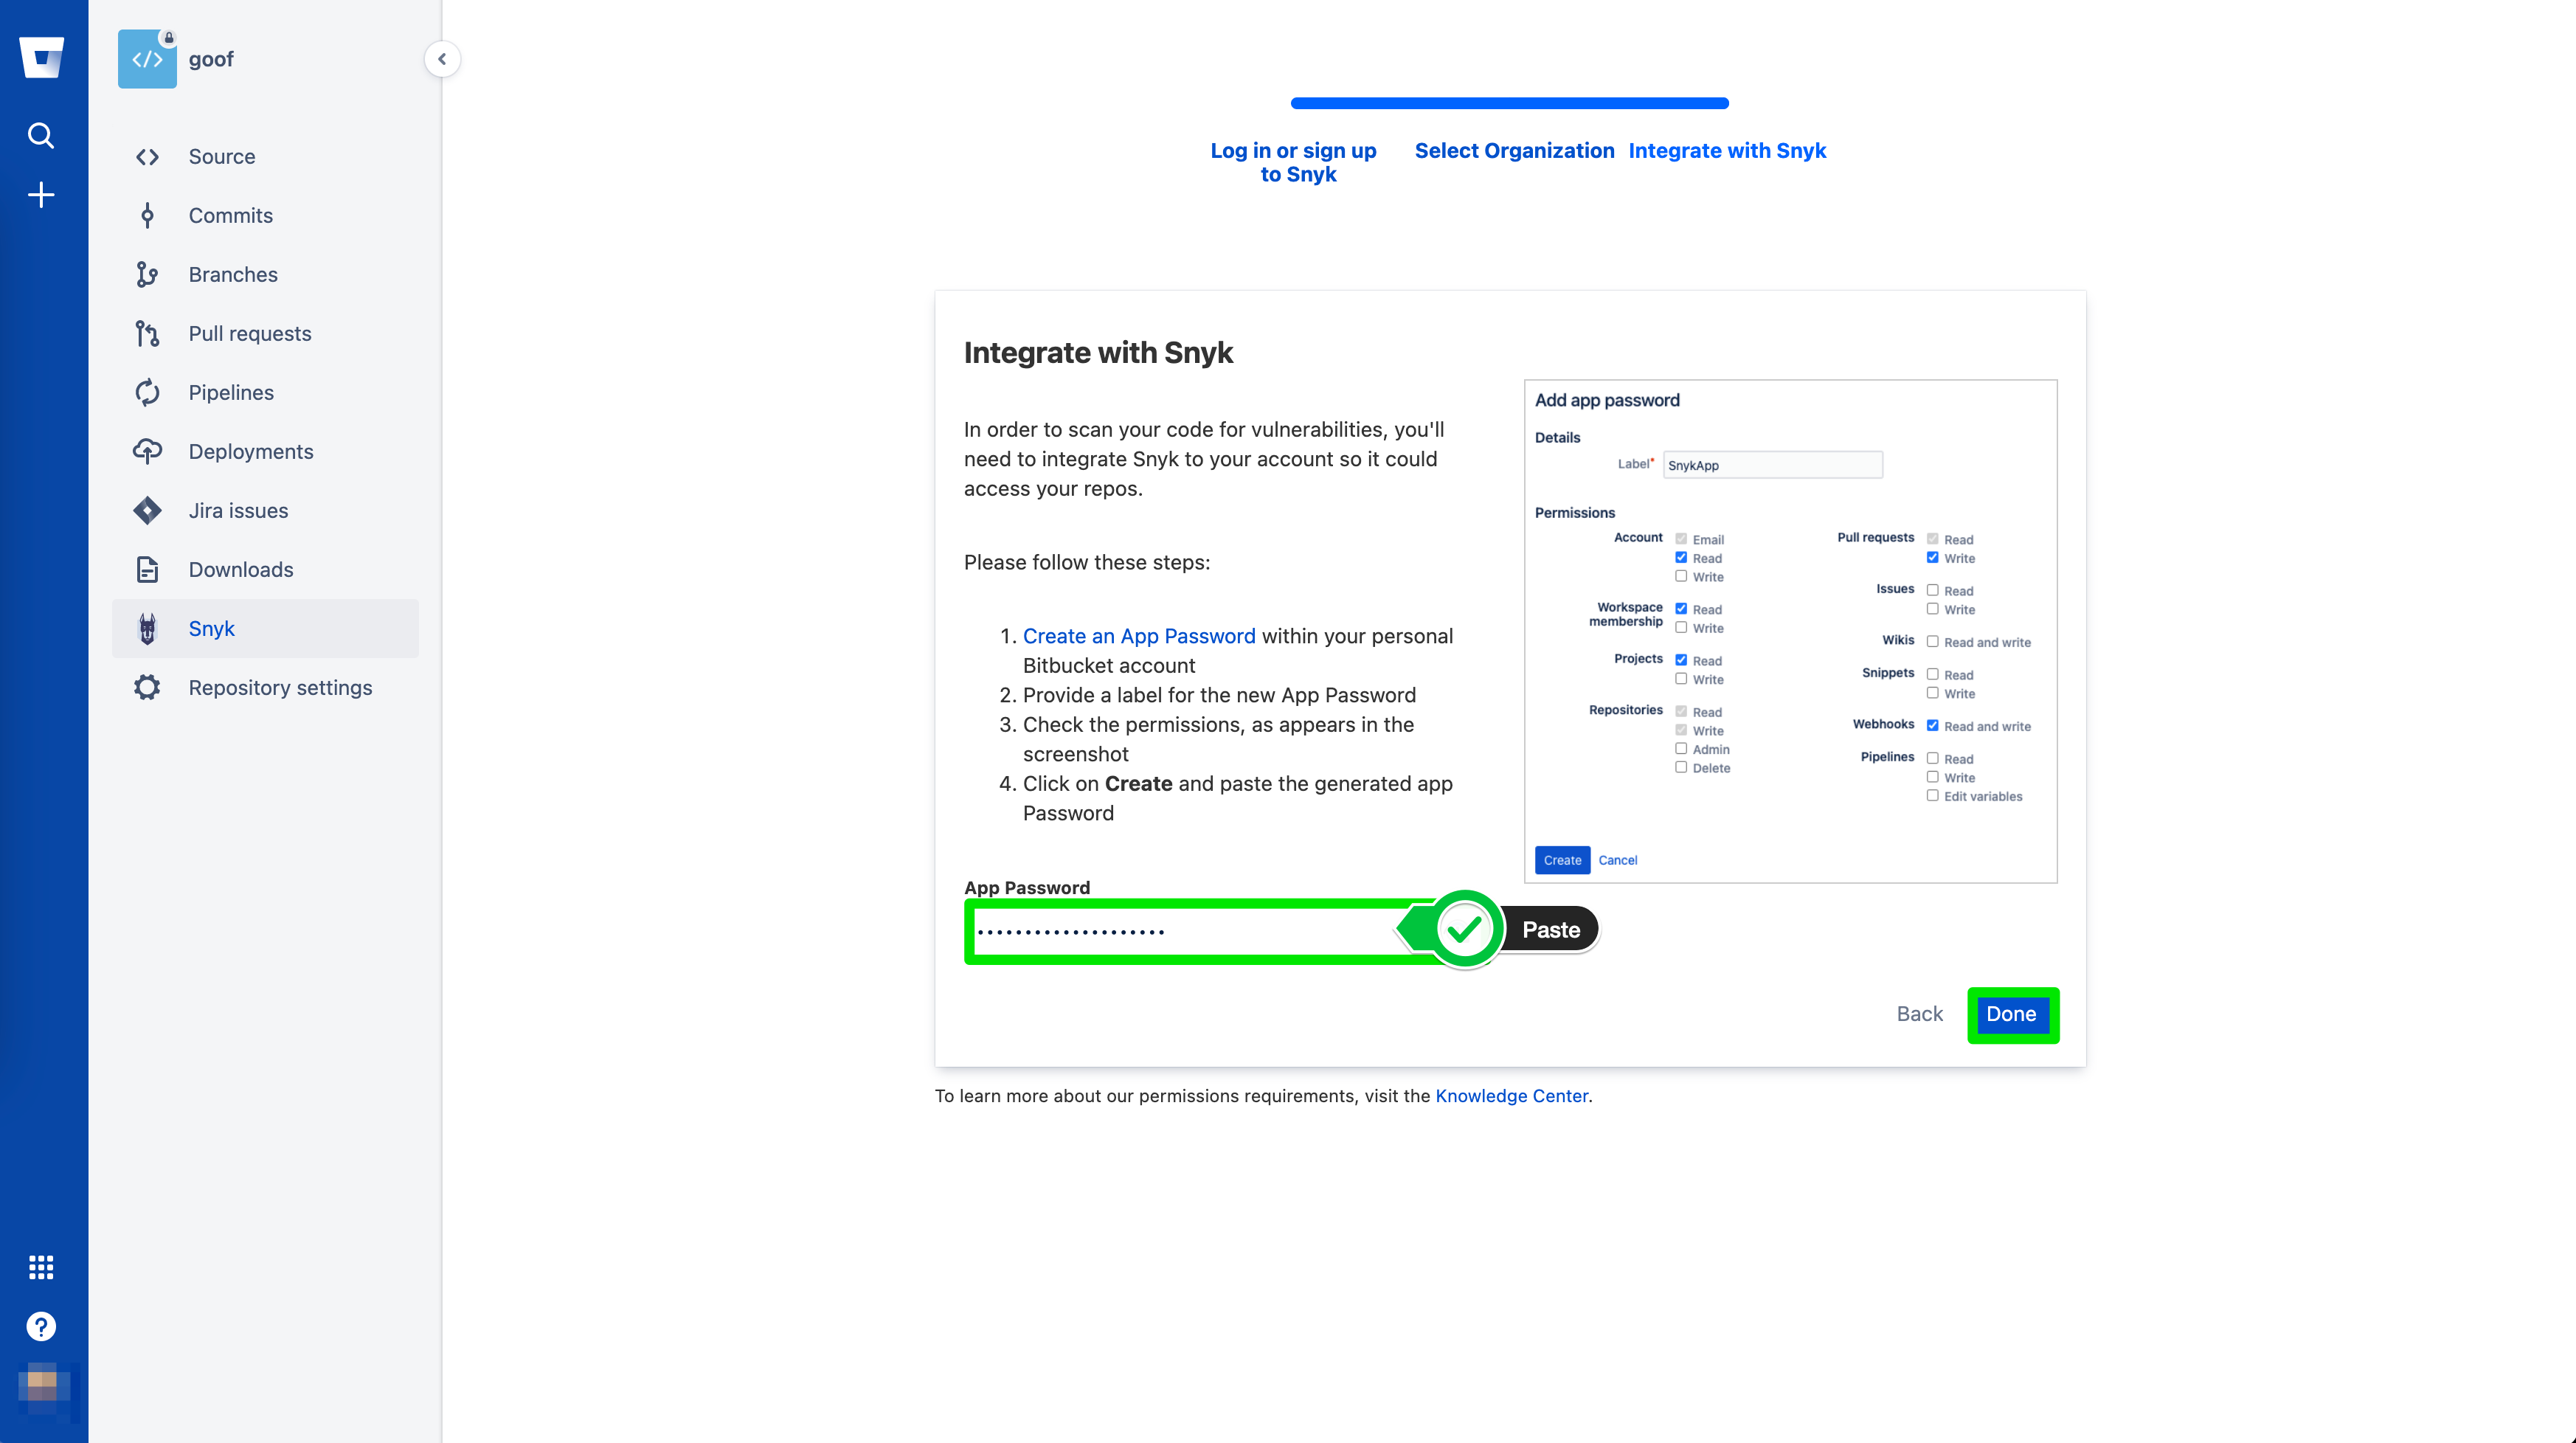 goof
Source
Commits
Branches
Pull requests
Pipelines
Deployments
Jira issues
Downloads
Snyk
Repository settings
Log in or sign up
to Snyk
Select Organization
Integrate with Snyk
Integrate with Snyk
In order to scan your code for vulnerabilities, you'll
need to integrate Snyk to your account so it could
access your repos.
Please follow these steps:
1. Create an App Password within your personal
Bitbucket account
2. Provide a label for the new App Password
3. Check the permissions, as appears in the
screenshot
4. Click on Create and paste the generated app
Password
Add app password
Details
Label* SnykApp
Permissions
Account
Email
Read
Write
Workspace
membership
Read
Write
Projects
Read
Write
Repositories
Read
Write
Admin
Delete
Pull requests
Read
Write
Issues
Read
Write
Wikis
Read and write
Snippets
Read
Write
Webhooks
Read and write
Pipelines
Read
Write
Edit variables
Create Cancel
App Password
Paste
Back
Done
To learn more about our permissions requirements, visit the Knowledge Center.